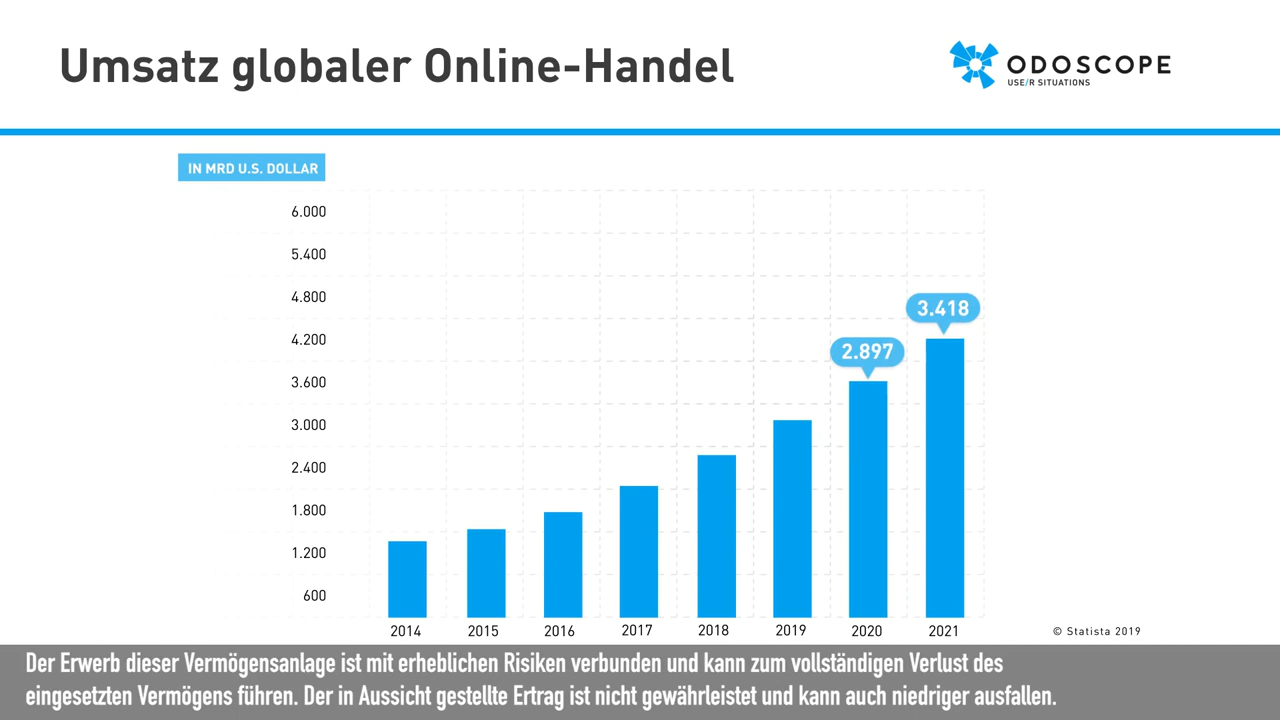 Umsatz globaler Online-Handel
ODOSCOPE
USE/R SITUATIONS
IN MRD U.S. DOLLAR
6.000
5.400
4.800
4.200
3.600
3.000
2.400
1.800
1.200
600
2.897
3.418
2014 2015 2016 2017 2018 2019 2020 2021
© Statista 2019
Der Erwerb dieser Vermögensanlage ist mit erheblichen Risiken verbunden und kann zum vollständigen Verlust des
eingesetzten Vermögens führen. Der in Aussicht gestellte Ertrag ist nicht gewährleistet und kann auch niedriger ausfallen.